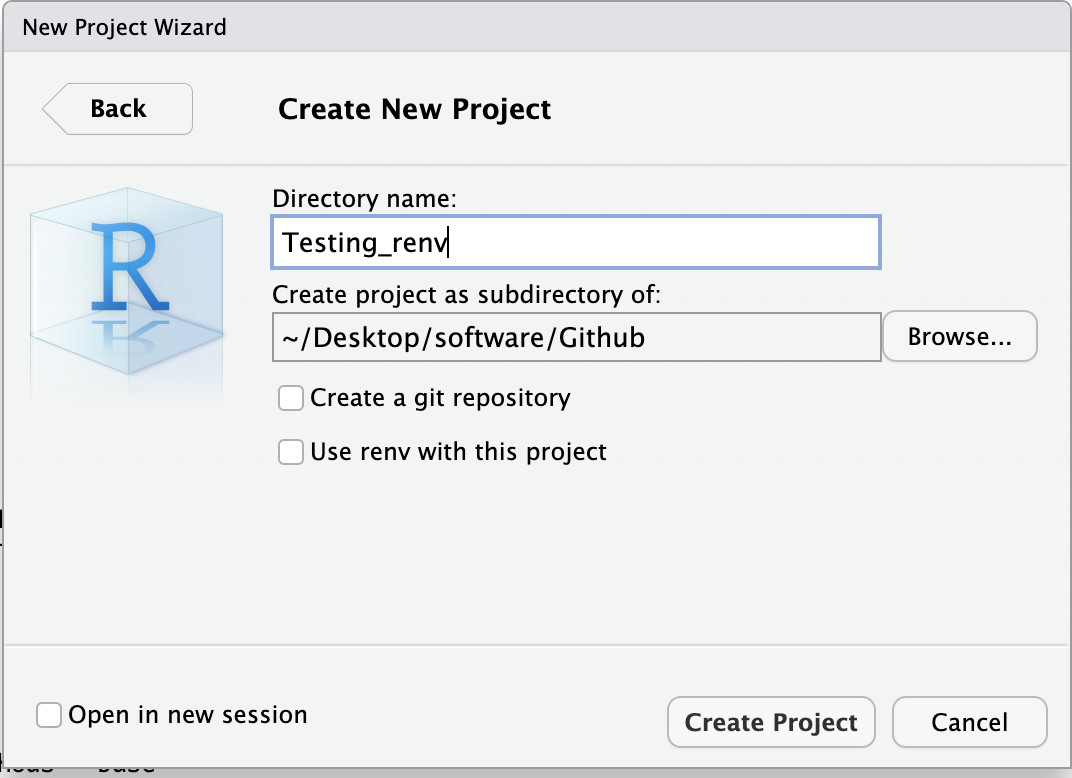 New Project Wizard
Back
Create New Project
R
Directory name:
Testing_renv
Create project as subdirectory of:
~/Desktop/software/Github
Browse...
Create a git repository
Use renv with this project
Open in new session
Create Project
Cancel